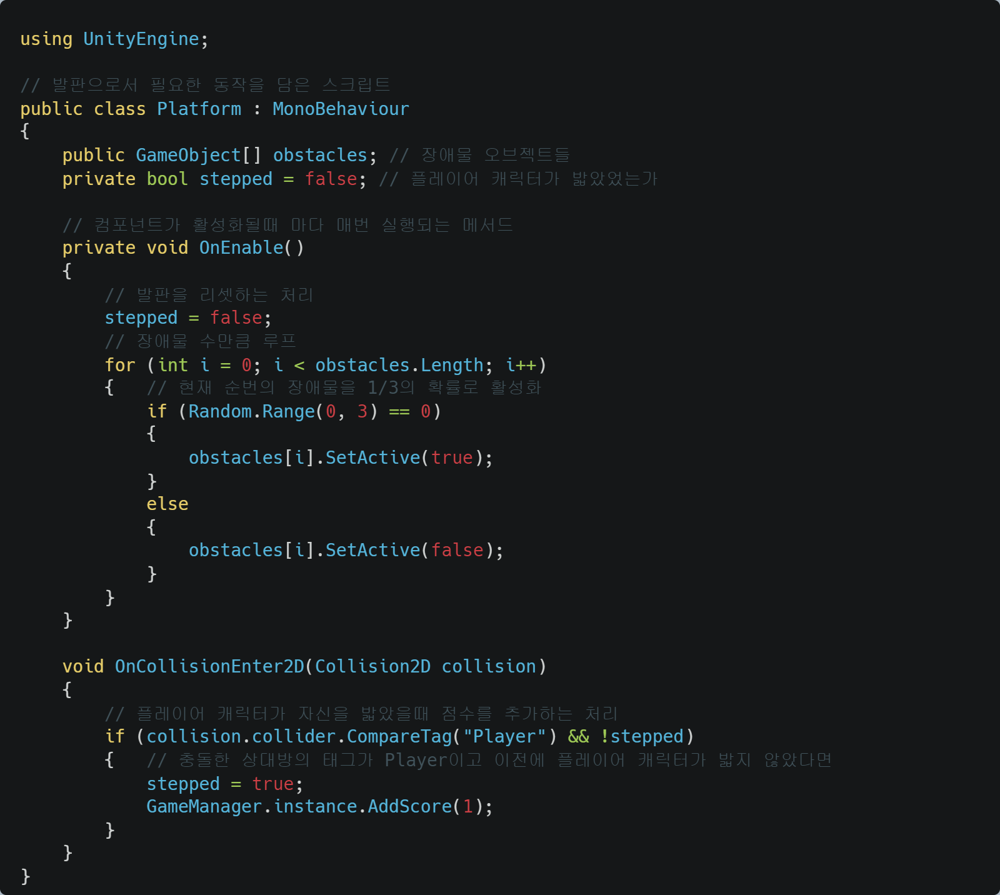 using UnityEngine;
// 발판으로서 필요한 동작을 담은 스크립트
public class Platform : MonoBehaviour
{
    public GameObject[] obstacles; // 장애물 오브젝트들
    private bool stepped = false; // 플레이어 캐릭터가 밟았었는가
    // 컴포넌트가 활성화될때 마다 매번 실행되는 메서드
    private void OnEnable()
    {
        // 발판을 리셋하는 처리
        stepped = false;
        // 장애물 수만큼 루프
        for (int i = 0; i < obstacles.Length; i++)
        {   // 현재 순번의 장애물을 1/3의 확률로 활성화
            if (Random.Range(0, 3) == 0)
            {
                obstacles[i].SetActive(true);
            }
            else
            {
                obstacles[i].SetActive(false);
            }
        }
    }
    void OnCollisionEnter2D(Collision2D collision)
    {
        // 플레이어 캐릭터가 자신을 밟았을때 점수를 추가하는 처리
        if (collision.collider.CompareTag("Player") && !stepped)
        {   // 충돌한 상대방의 태그가 Player이고 이전에 플레이어 캐릭터가 밟지 않았다면
            stepped = true;
            GameManager.instance.AddScore(1);
        }
    }
}